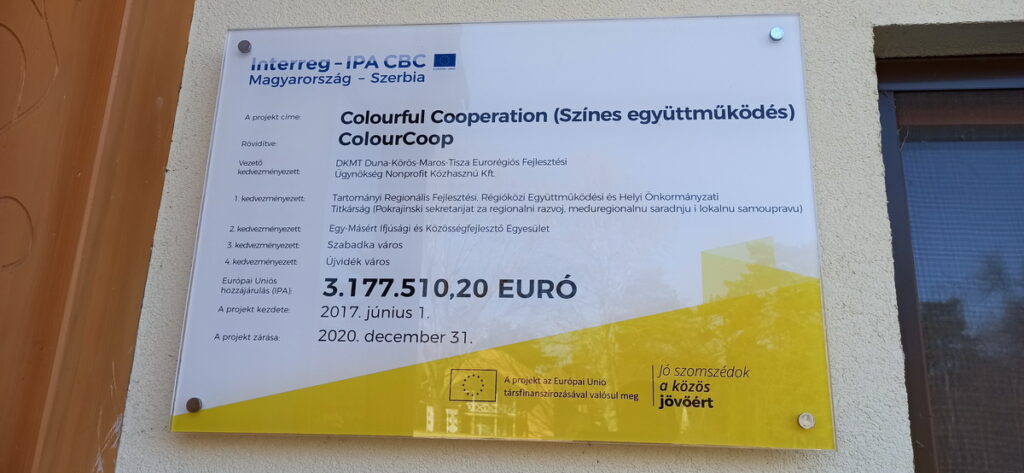 Interreg - IPA CBC
Magyarország - Szerbia
A projekt címe: Colourful Cooperation (Színes együttműködés)
Rövidítve: ColourCoop
Vezető kedvezményezett: DKMT Duna-Körös-Maros-Tisza Eurorégiós Fejlesztési
Ügynökség Nonprofit Közhasznú Kft.
1. kedvezményezett: Tartományi Regionális Fejlesztési, Régióközi Együttműködési és Helyi Önkormányzati
Titkárság (Pokrajinski sekretarijat za regionalni razvoj, međuregionalnu saradnju i lokalnu samoupravu)
2. kedvezményezett: Egy-Másért Ifjúsági és Közösségfejlesztő Egyesület
3. kedvezményezett: Szabadka város
4. kedvezményezett: Újvidék város
Európai Uniós
hozzájárulás (IPA): 3.177.510,20 EURÓ
A projekt kezdete: 2017. június 1.
A projekt zárása: 2020. december 31.
A projekt az Európai Unió
társfinanszírozásával valósul meg
Jó szomszédok
a közös
jövőért